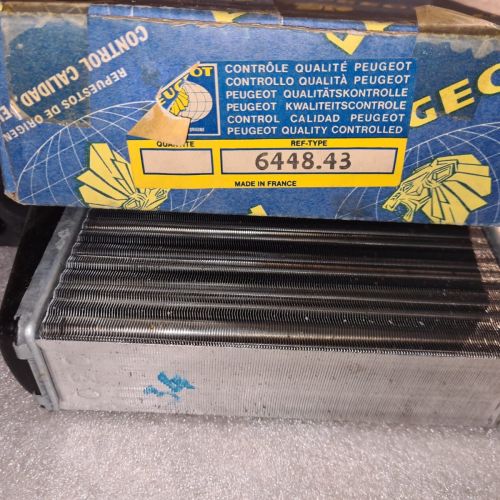 CONTRÔLE QUALITÉ PEUGEOT
CONTROLLO QUALITÀ PEUGEOT
PEUGEOT QUALITÄTSKONTROLLE
PEUGEOT KWALITEITSCONTROLE
CONTROL CALIDAD PEUGEOT
PEUGEOT QUALITY CONTROLLED
QUANTITÉ
REF-TYPE
6448.43
MADE IN FRANCE
REPUESTOS DE ORIGEN
CONTROL CALIDAD